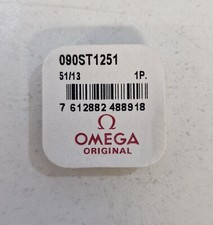 090ST1251
51/13 1P.
7 612882 488918
Ω
OMEGA
ORIGINAL